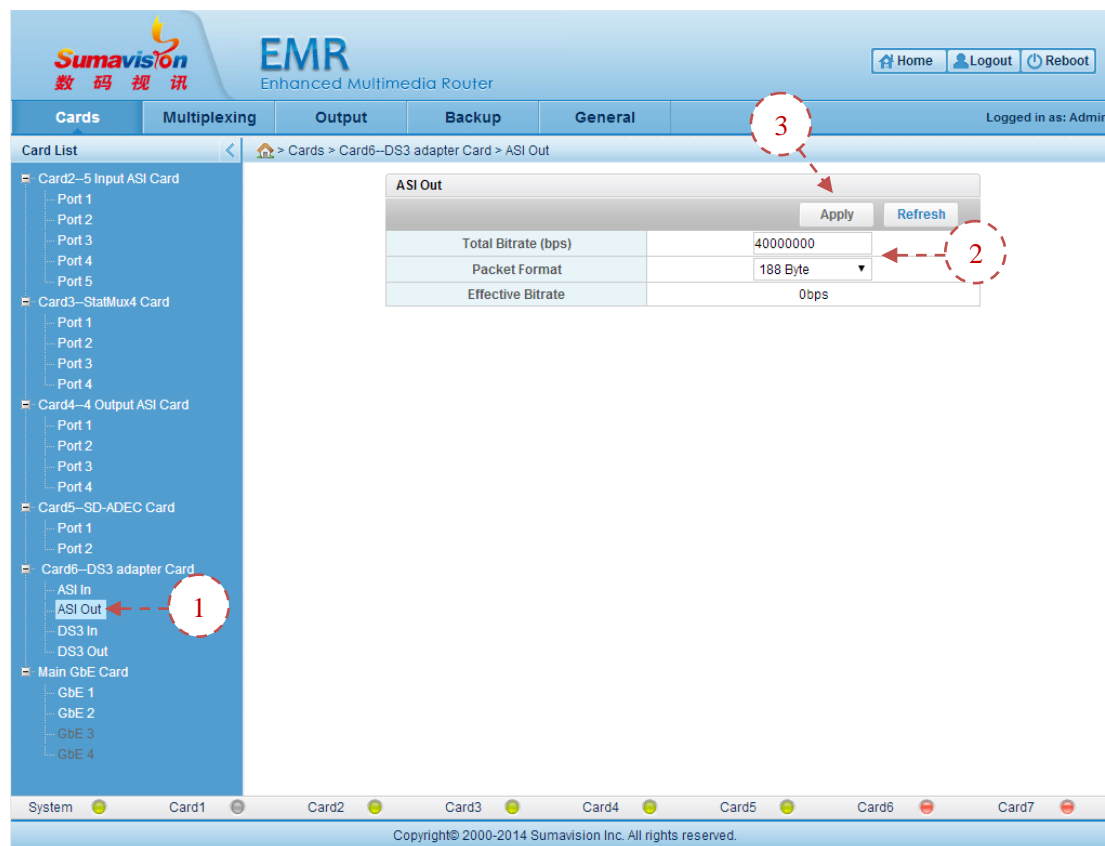 Sumavision
数码视讯
EMR
Enhanced Multimedia Router
Home
Logout
Reboot
Cards
Multiplexing
Output
Backup
General
Logged in as: Admin
Card List
> Cards > Card6--DS3 adapter Card > ASI Out
Card2--5 Input ASI Card
Port 1
Port 2
Port 3
Port 4
Port 5
Card3--StatMux4 Card
Port 1
Port 2
Port 3
Port 4
Card4--4 Output ASI Card
Port 1
Port 2
Port 3
Port 4
Card5--SD-ADEC Card
Port 1
Port 2
Card6--DS3 adapter Card
ASI In
ASI Out
DS3 In
DS3 Out
Main GbE Card
GbE 1
GbE 2
GbE 3
GbE 4
1
3
ASI Out
Apply
Refresh
2
Total Bitrate (bps)
40000000
Packet Format
188 Byte
Effective Bitrate
0bps
System
Card1
Card2
Card3
Card4
Card5
Card6
Card7
Copyright© 2000-2014 Sumavision Inc. All rights reserved.